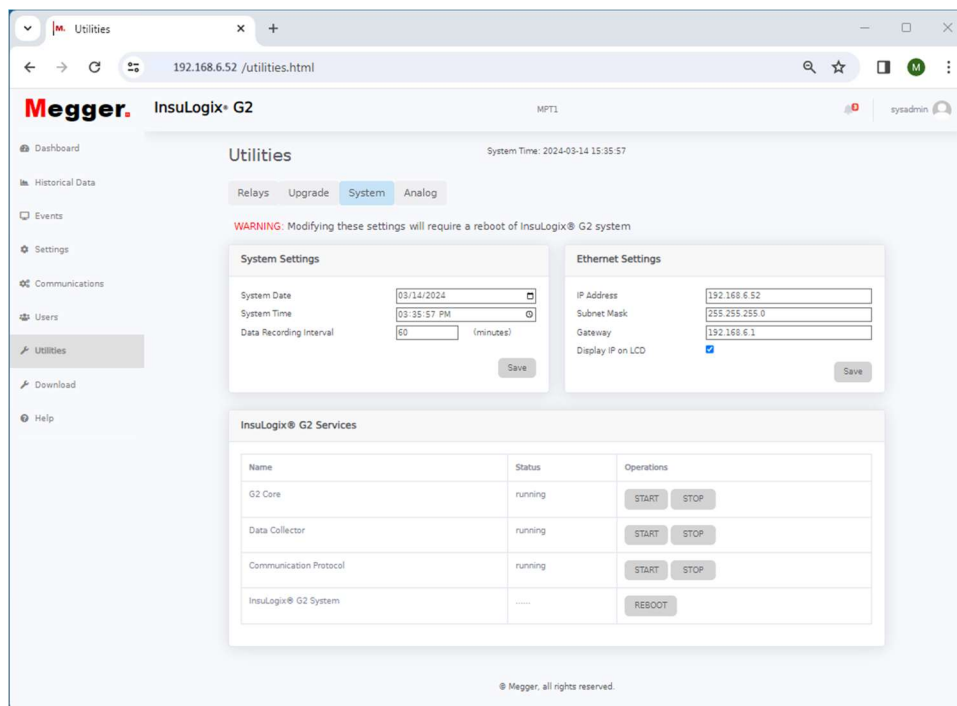 M. Utilities
192.168.6.52 /utilities.html
M
Megger.
InsuLogix® G2
MPT1
sysadmin
Dashboard
Historical Data
Events
Settings
Communications
Users
Utilities
Download
Help
Utilities
System Time: 2024-03-14 15:35:57
Relays Upgrade System Analog
WARNING: Modifying these settings will require a reboot of InsuLogix® G2 system
System Settings
System Date 03/14/2024
System Time 03:35:57 PM
Data Recording Interval 60 (minutes)
Save
Ethernet Settings
IP Address 192.168.6.52
Subnet Mask 255.255.255.0
Gateway 192.168.6.1
Display IP on LCD
Save
InsuLogix® G2 Services
Name Status Operations
G2 Core running START STOP
Data Collector running START STOP
Communication Protocol running START STOP
InsuLogix® G2 System ...... REBOOT
© Megger, all rights reserved.